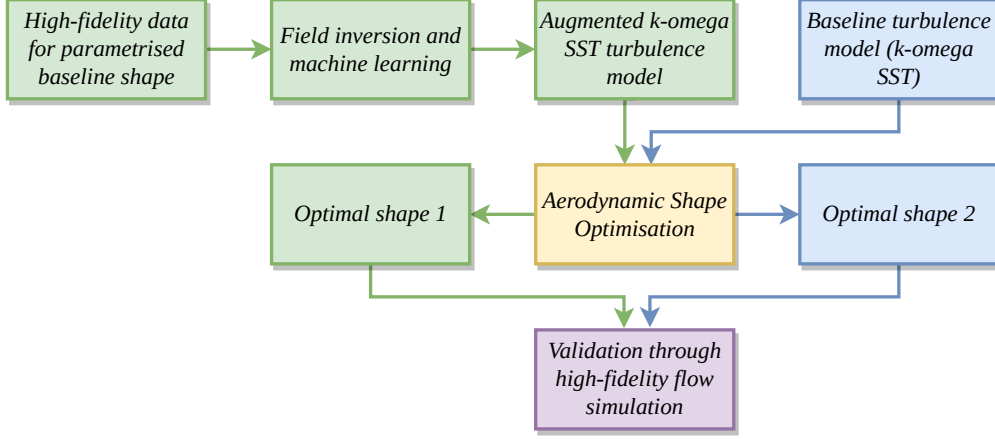 High-fidelity data
for parametrised
baseline shape
Field inversion and
machine learning
Augmented k-omega
SST turbulence
model
Baseline turbulence
model (k-omega
SST)
Optimal shape 1
Aerodynamic Shape
Optimisation
Optimal shape 2
Validation through
high-fidelity flow
simulation